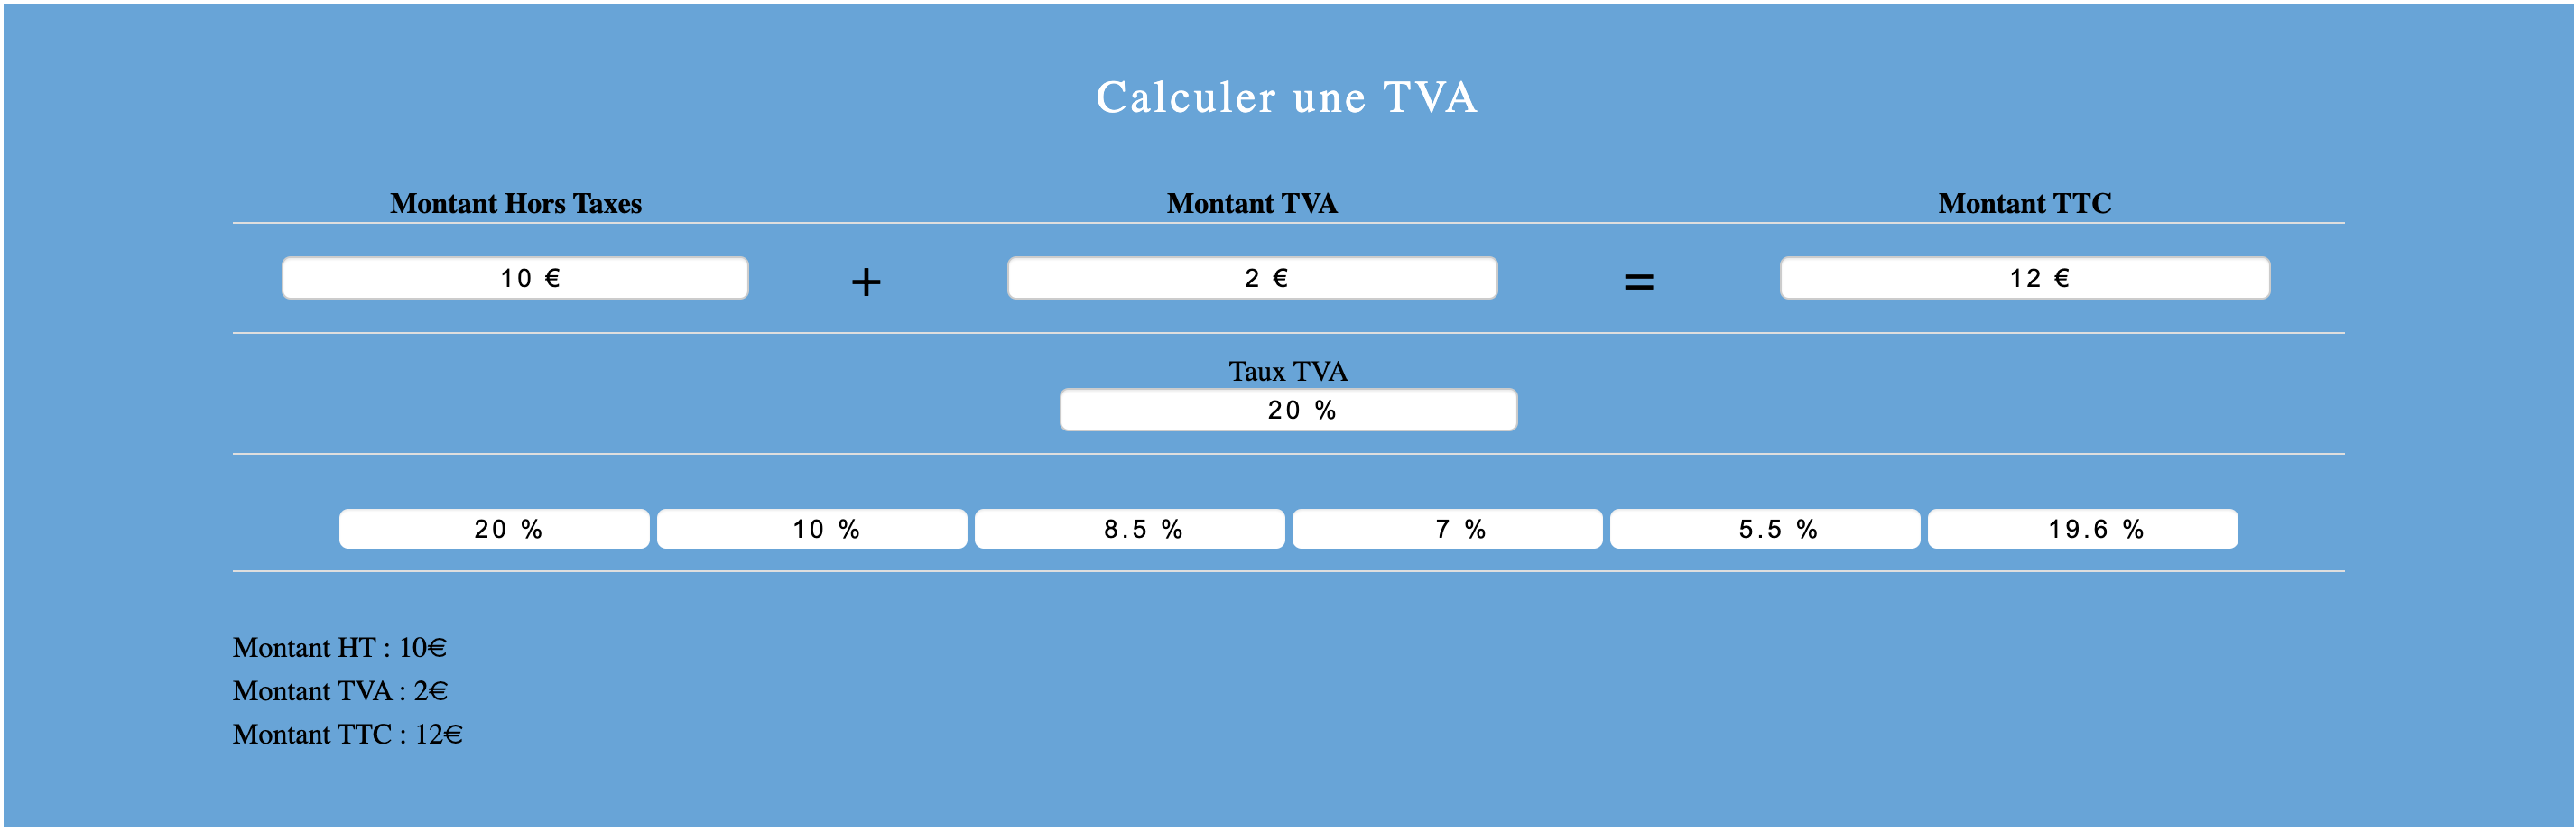 Calculer une TVA
Montant Hors Taxes Montant TVA Montant TTC
10 € + 2 € = 12 €
Taux TVA
20 %
20 % 10 % 8.5 % 7 % 5.5 % 19.6 %
Montant HT : 10€
Montant TVA : 2€
Montant TTC : 12€